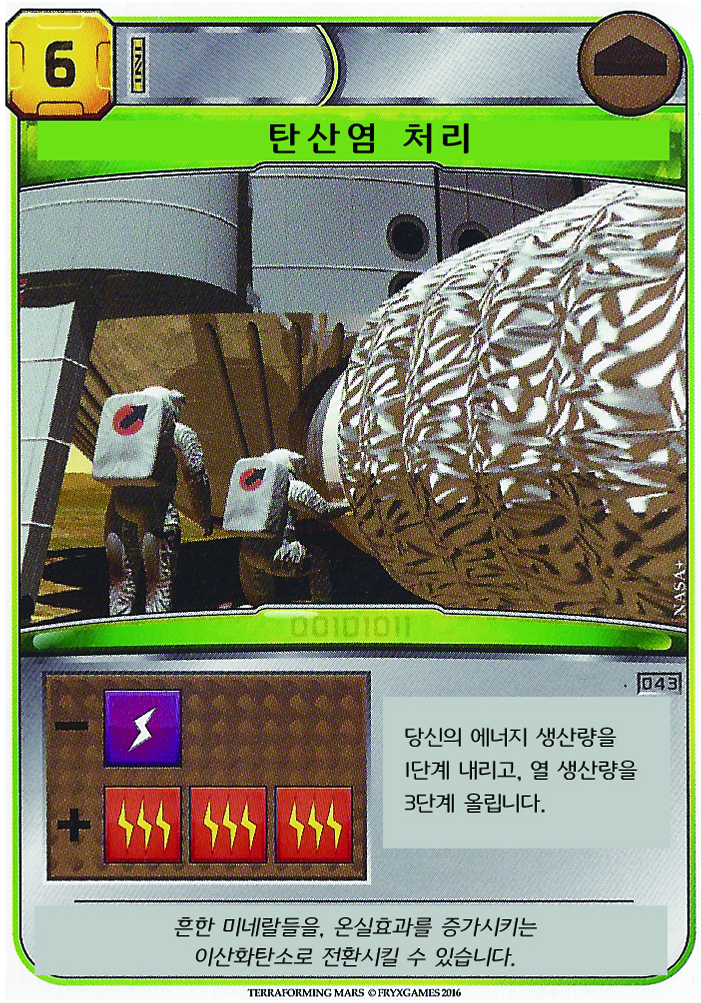 6
탄산염 처리
NASA+
00101011
043
당신의 에너지 생산량을
1단계 내리고, 열 생산량을
3단계 올립니다.
흔한 미네랄들을, 온실효과를 증가시키는
이산화탄소로 전환시킬 수 있습니다.
TERRAFORMING MARS © FRYXGAMES 2016